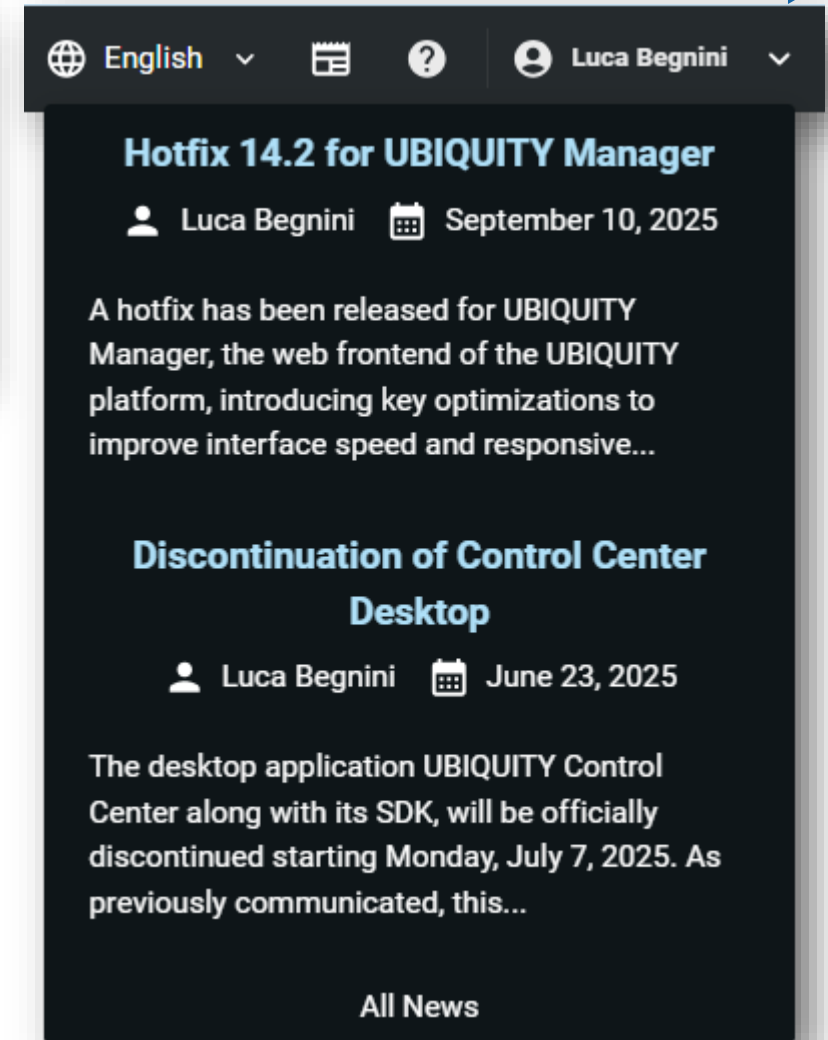 English Luca Begnini
Hotfix 14.2 for UBIQUITY Manager
Luca Begnini September 10, 2025
A hotfix has been released for UBIQUITY
Manager, the web frontend of the UBIQUITY
platform, introducing key optimizations to
improve interface speed and responsive...
Discontinuation of Control Center
Desktop
Luca Begnini June 23, 2025
The desktop application UBIQUITY Control
Center along with its SDK, will be officially
discontinued starting Monday, July 7, 2025. As
previously communicated, this...
All News